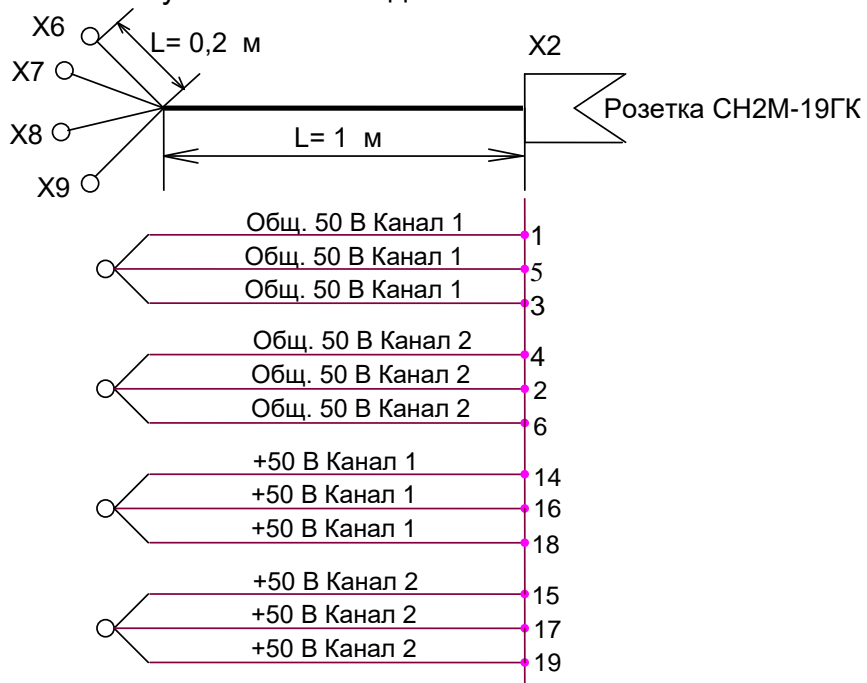 X6
L= 0,2 м
X2
X7
Розетка СН2М-19ГК
X8
L= 1 м
X9
Общ. 50 В Канал 1
1
Общ. 50 В Канал 1
5
Общ. 50 В Канал 1
3
Общ. 50 В Канал 2
4
Общ. 50 В Канал 2
2
Общ. 50 В Канал 2
6
+50 В Канал 1
14
+50 В Канал 1
16
+50 В Канал 1
18
+50 В Канал 2
15
+50 В Канал 2
17
+50 В Канал 2
19